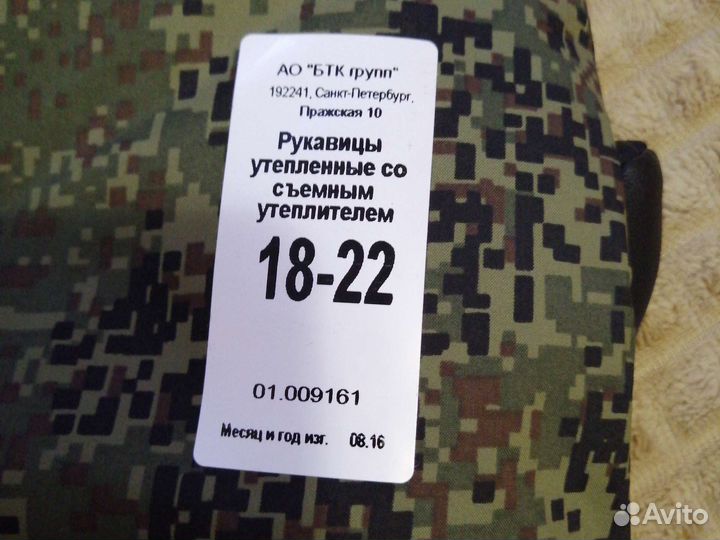 АО "БТК групп"
192241, Санкт-Петербург,
Пражская 10
Рукавицы
утепленные со
съемным
утеплителем
18-22
01.009161
Месяц и год изг. 08.16
Avito